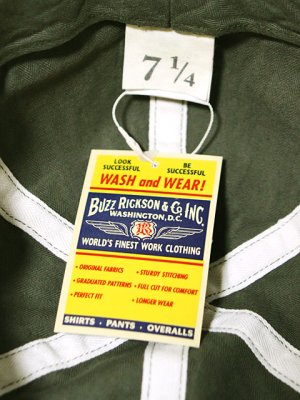 7 1/4
LOOK SUCCESSFUL
BE SUCCESSFUL
WASH and WEAR!
BUZZ RICKSON & Co. INC.
WASHINGTON, D.C.
WORLD'S FINEST WORK CLOTHING
• ORIGINAL FABRICS • STURDY STITCHING
• GRADUATED PATTERNS • FULL CUT FOR COMFORT
• PERFECT FIT • LONGER WEAR
SHIRTS · PANTS · OVERALLS